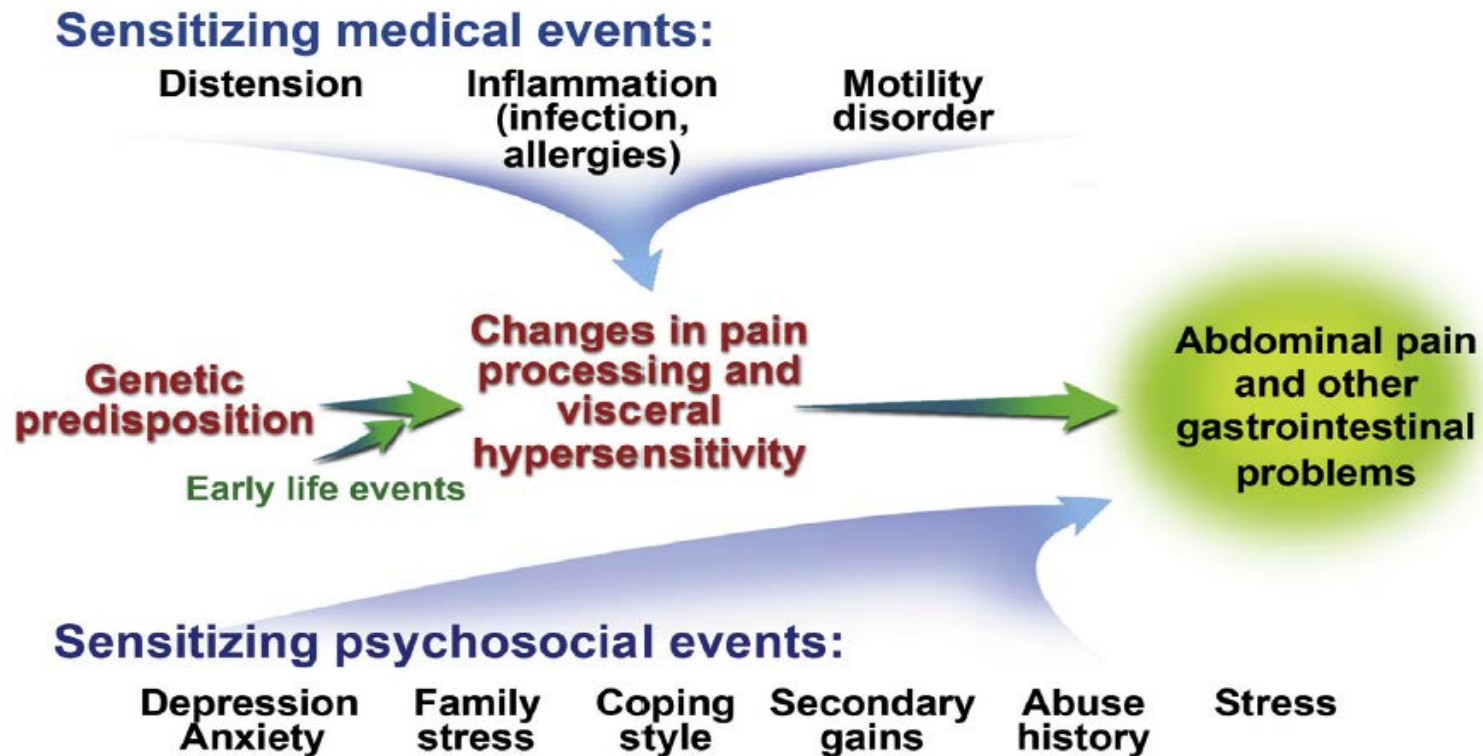 Sensitizing medical events:
Distension
Inflammation
(infection,
allergies)
Motility
disorder
Genetic
predisposition
Early life events
Changes in pain
processing and
visceral
hypersensitivity
Abdominal pain
and other
gastrointestinal
problems
Sensitizing psychosocial events:
Depression
Anxiety
Family
stress
Coping
style
Secondary
gains
Abuse
history
Stress